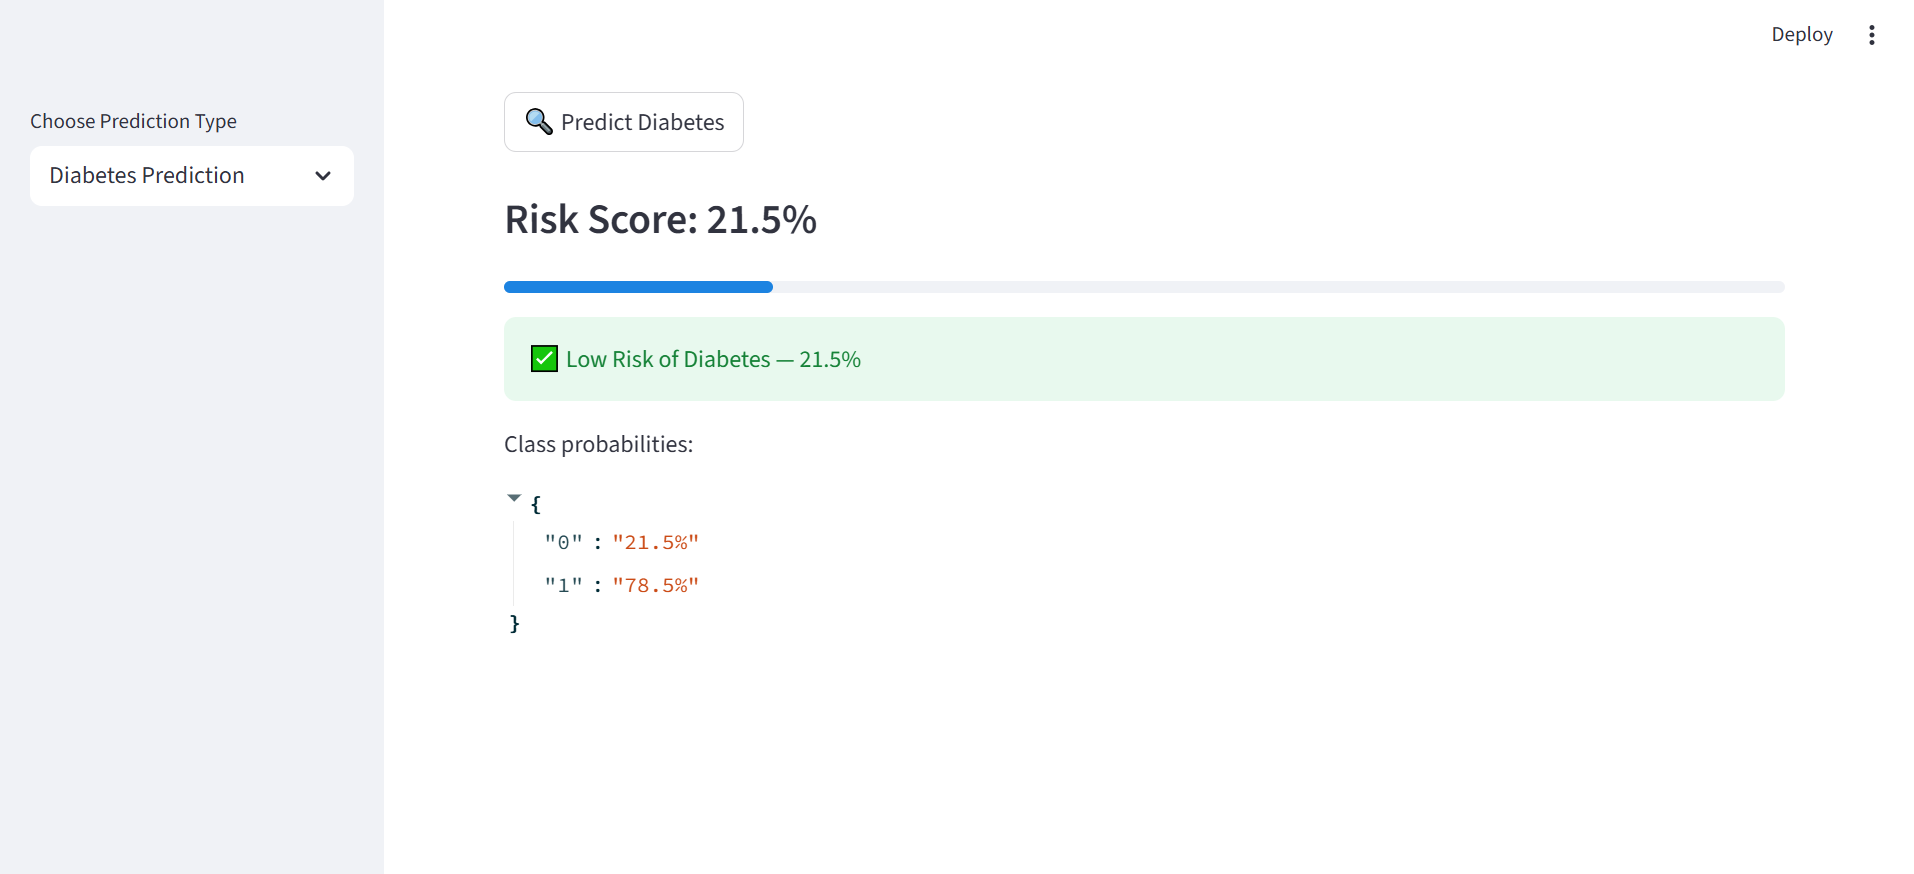 Deploy
Choose Prediction Type
Diabetes Prediction
Predict Diabetes
Risk Score: 21.5%
Low Risk of Diabetes — 21.5%
Class probabilities:
{
"0" : "21.5%"
"1" : "78.5%"
}